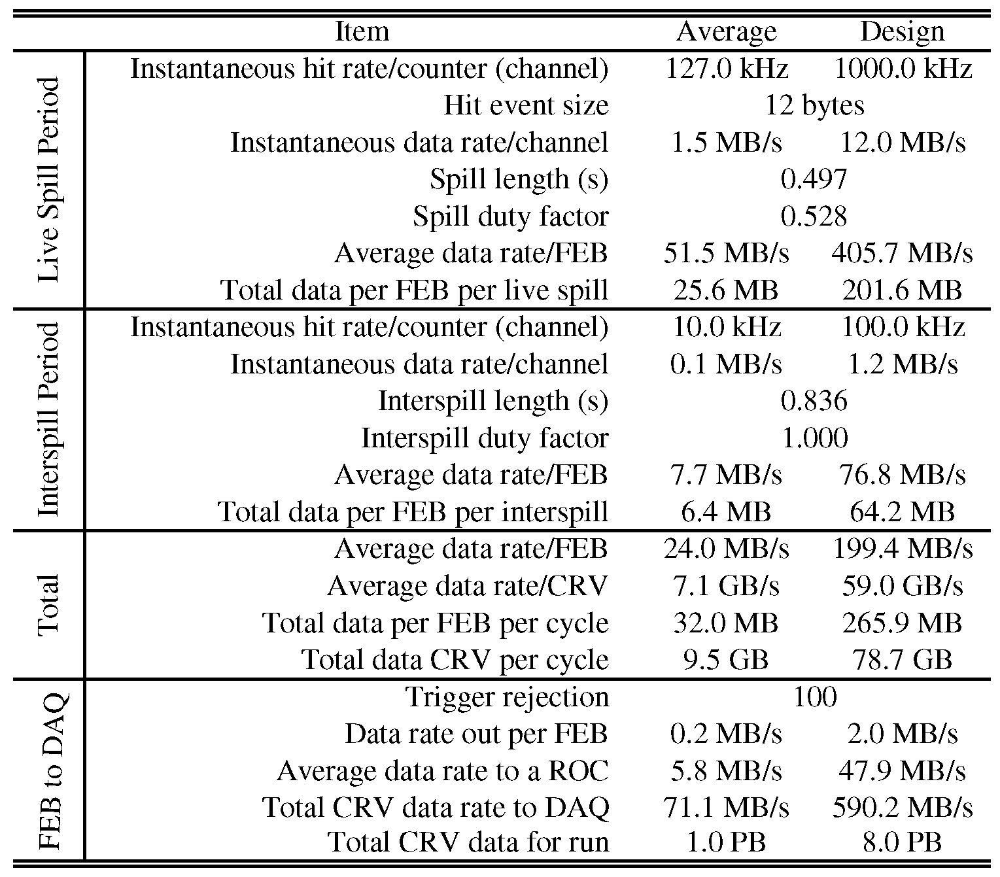 Item Average Design
Live Spill Period
Instantaneous hit rate/counter (channel) 127.0 kHz 1000.0 kHz
Hit event size 12 bytes
Instantaneous data rate/channel 1.5 MB/s 12.0 MB/s
Spill length (s) 0.497
Spill duty factor 0.528
Average data rate/FEB 51.5 MB/s 405.7 MB/s
Total data per FEB per live spill 25.6 MB 201.6 MB
Interspill Period
Instantaneous hit rate/counter (channel) 10.0 kHz 100.0 kHz
Instantaneous data rate/channel 0.1 MB/s 1.2 MB/s
Interspill length (s) 0.836
Interspill duty factor 1.000
Average data rate/FEB 7.7 MB/s 76.8 MB/s
Total data per FEB per interspill 6.4 MB 64.2 MB
Total
Average data rate/FEB 24.0 MB/s 199.4 MB/s
Average data rate/CRV 7.1 GB/s 59.0 GB/s
Total data per FEB per cycle 32.0 MB 265.9 MB
Total data CRV per cycle 9.5 GB 78.7 GB
FEB to DAQ
Trigger rejection 100
Data rate out per FEB 0.2 MB/s 2.0 MB/s
Average data rate to a ROC 5.8 MB/s 47.9 MB/s
Total CRV data rate to DAQ 71.1 MB/s 590.2 MB/s
Total CRV data for run 1.0 PB 8.0 PB